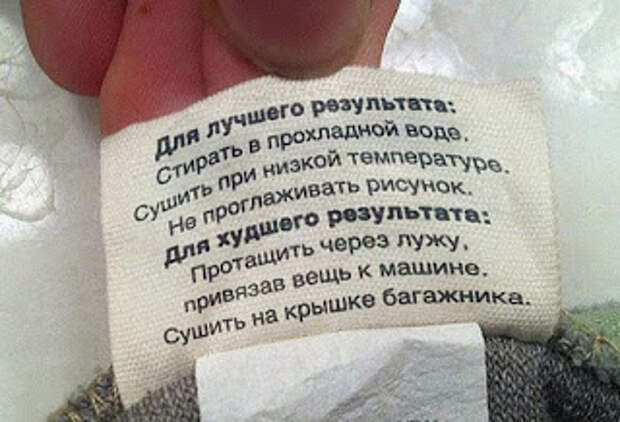 Для лучшего результата:
Стирать в прохладной воде.
Сушить при низкой температуре.
Не проглаживать рисунок.
Для худшего результата:
Протащить через лужу,
привязав вещь к машине.
Сушить на крышке багажника.